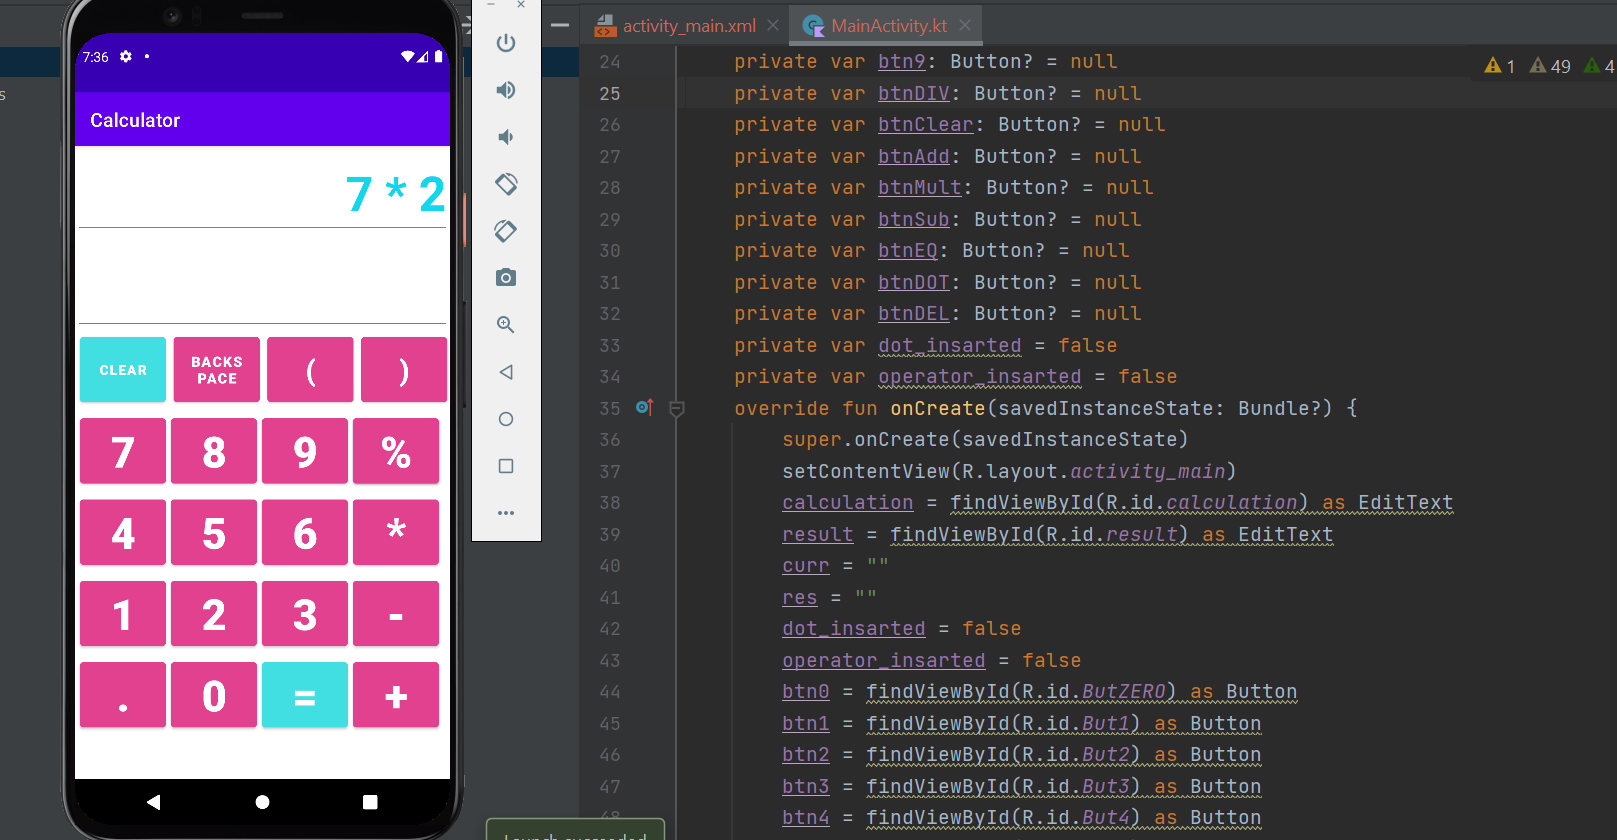 7:36
Calculator
7 * 2
CLEAR
BACKS
PACE
(
)
7
8
9
%
4
5
6
*
1
2
3
-
.
0
=
+
s
activity_main.xml
MainActivity.kt
1 49 4
24 private var btn9: Button? = null
25 private var btnDIV: Button? = null
26 private var btnClear: Button? = null
27 private var btnAdd: Button? = null
28 private var btnMult: Button? = null
29 private var btnSub: Button? = null
30 private var btnEQ: Button? = null
31 private var btnDOT: Button? = null
32 private var btnDEL: Button? = null
33 private var dot_insarted = false
34 private var operator_insarted = false
35 override fun onCreate(savedInstanceState: Bundle?) {
36 super.onCreate(savedInstanceState)
37 setContentView(R.layout.activity_main)
38 calculation = findViewById(R.id.calculation) as EditText
39 result = findViewById(R.id.result) as EditText
40 curr = ""
41 res = ""
42 dot_insarted = false
43 operator_insarted = false
44 btn0 = findViewById(R.id.ButZERO) as Button
45 btn1 = findViewById(R.id.But1) as Button
46 btn2 = findViewById(R.id.But2) as Button
47 btn3 = findViewById(R.id.But3) as Button
48 btn4 = findViewById(R.id.But4) as Button
Launch succeeded